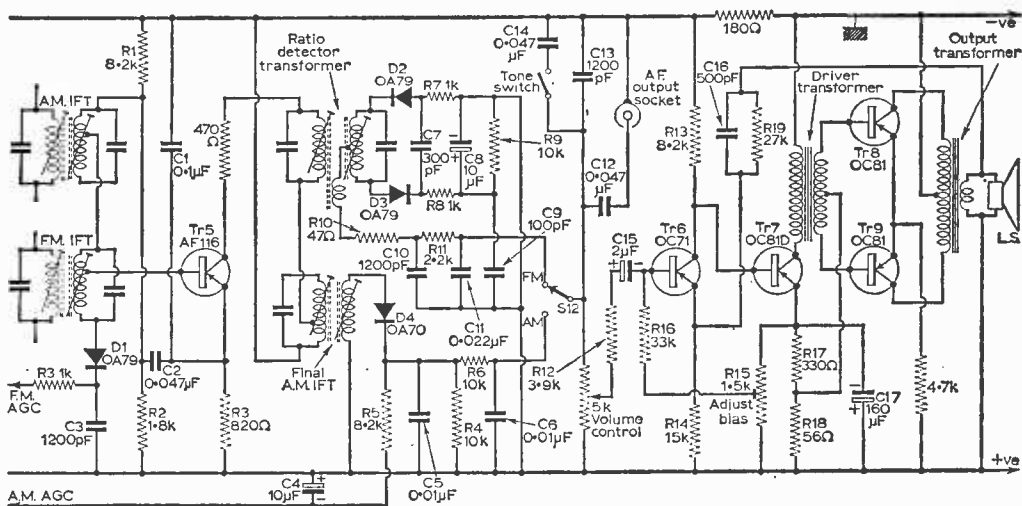 R1
8·2k
A.M. IFT
C1
0·1µF
470
Ω
Ratio
detector
transformer
D2
OA79
R7 1k
C7
300
pF
C8
10
µF
D3
OA79
R8 1k
R9
10k
C14
0·047
µF
Tone
switch
C13
1200
pF
A.F.
output
socket
C12
0·047
µF
180Ω
-ve
Output
transformer
C16
500pF
Driver
transformer
R13
8·2k
R19
27k
Tr8
OC81
F.M. IFT
Tr5
AF116
R10
47Ω
C10
1200pF
R11
2·2k
C9
100pF
FM
S12
AM
C15
2µF
Tr6
OC71
Tr7
OC81D
Tr9
OC81
L.S.
D1
OA79
R3 1k
F.M.
AGC
C2
0·047µF
C3
1200pF
R2
1·8k
R3
820Ω
Final
A.M. IFT
D4
OA70
C11
0·022µF
R6
10k
R5
8·2k
R4
10k
C6
0·01µF
C5
0·01µF
R12
3·9k
5k
Volume
control
R16
33k
R14
15k
R15
1·5k
Adjust
bias
R17
330Ω
R18
56Ω
C17
160
µF
4·7k
+ve
C4
10µF
A.M. AGC